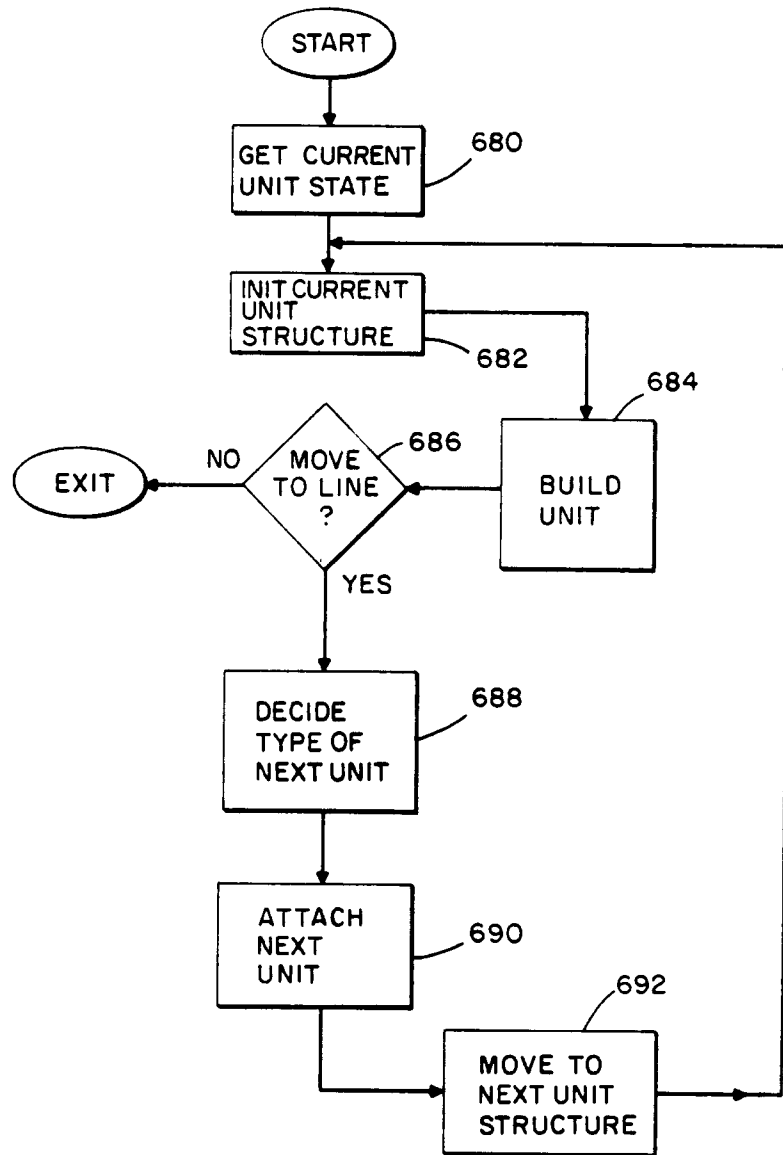 START
GET CURRENT
UNIT STATE
680
INIT CURRENT
UNIT
STRUCTURE
682
684
BUILD
UNIT
686
MOVE
TO LINE
?
NO
EXIT
YES
688
DECIDE
TYPE OF
NEXT UNIT
690
ATTACH
NEXT
UNIT
692
MOVE TO
NEXT UNIT
STRUCTURE